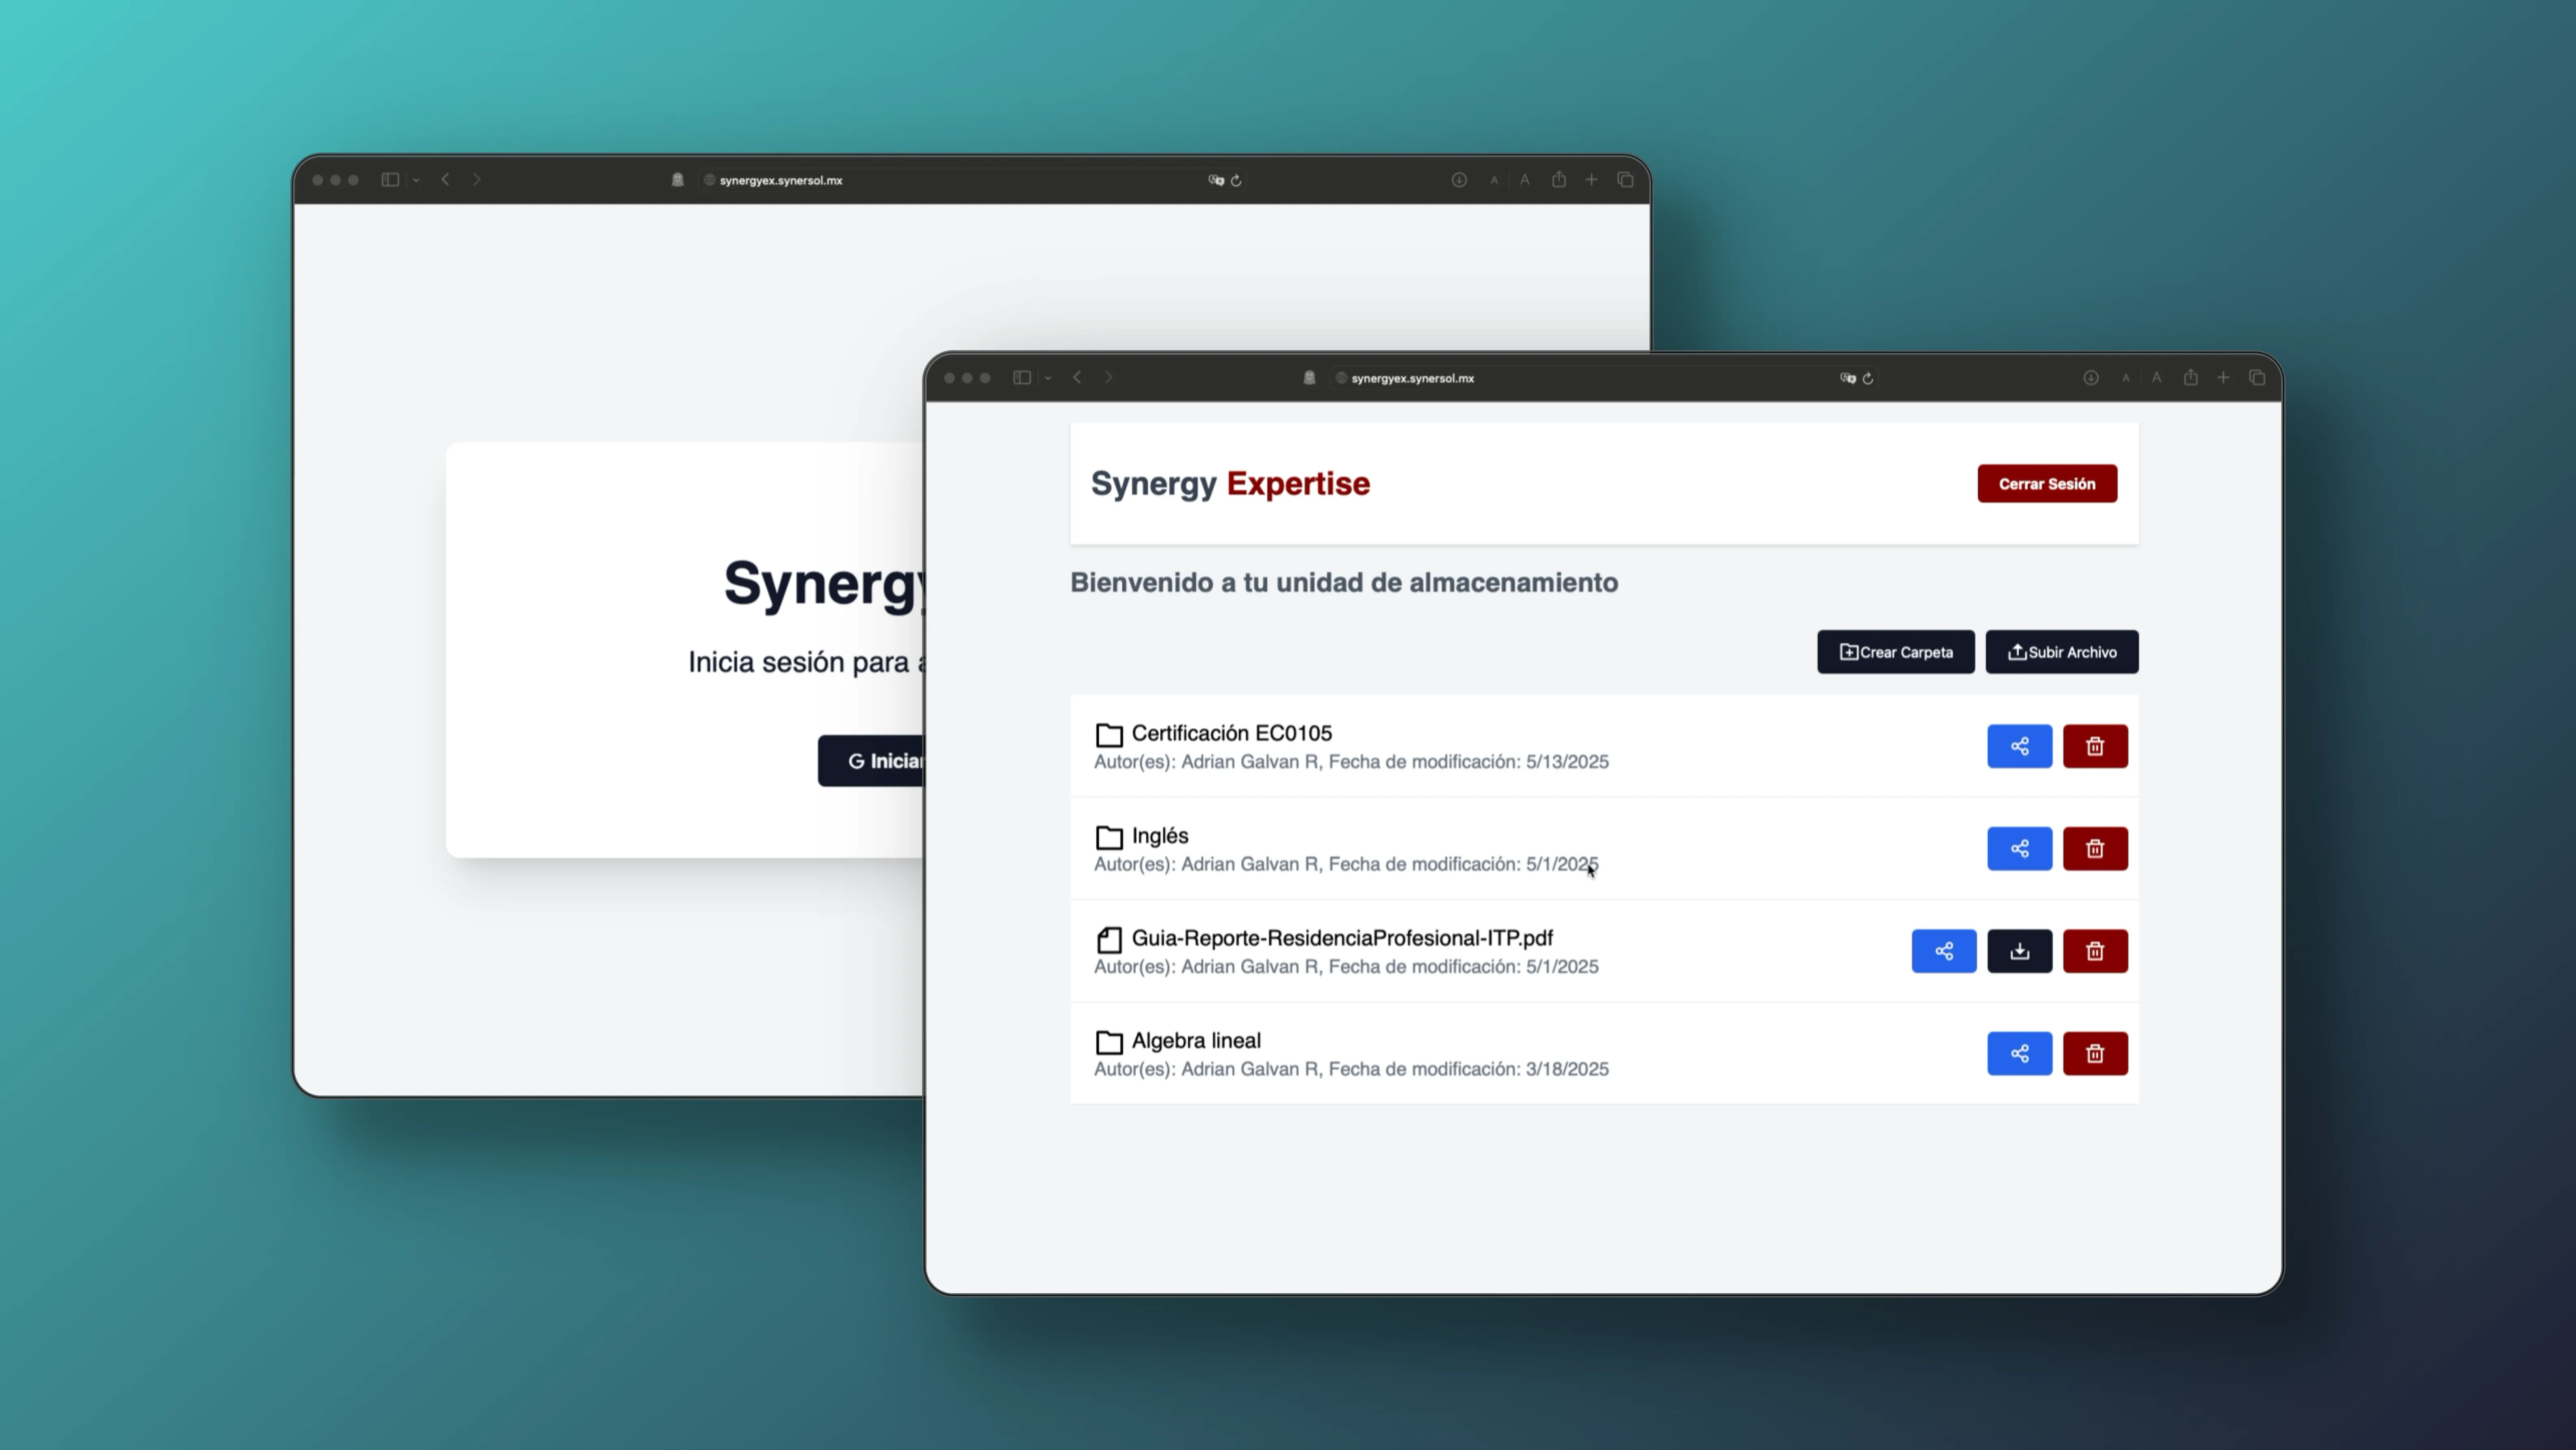 synergyex.synersol.mx
Synergy
Inicia sesión para
G Iniciar
synergyex.synersol.mx
Synergy Expertise
Cerrar Sesión
Bienvenido a tu unidad de almacenamiento
Crear Carpeta
Subir Archivo
Certificación EC0105
Autor(es): Adrian Galvan R, Fecha de modificación: 5/13/2025
Inglés
Autor(es): Adrian Galvan R, Fecha de modificación: 5/1/2025
Guia-Reporte-ResidenciaProfesional-ITP.pdf
Autor(es): Adrian Galvan R, Fecha de modificación: 5/1/2025
Algebra lineal
Autor(es): Adrian Galvan R, Fecha de modificación: 3/18/2025